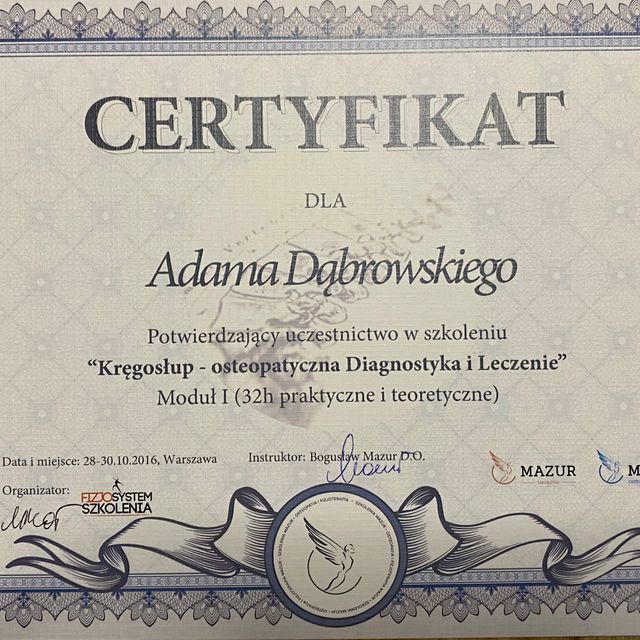 CERTYFIKAT
DLA
Adama Dąbrowskiego
Potwierdzający uczestnictwo w szkoleniu
“Kręgosłup - osteopatyczna Diagnostyka i Leczenie”
Moduł I (32h praktyczne i teoretyczne)
Data i miejsce: 28-30.10.2016, Warszawa
Instruktor: Bogusław Mazur D.O.
Organizator:
FIZJOSYSTEM
SZKOLENIA
MAZUR
SZKOLENIA
M